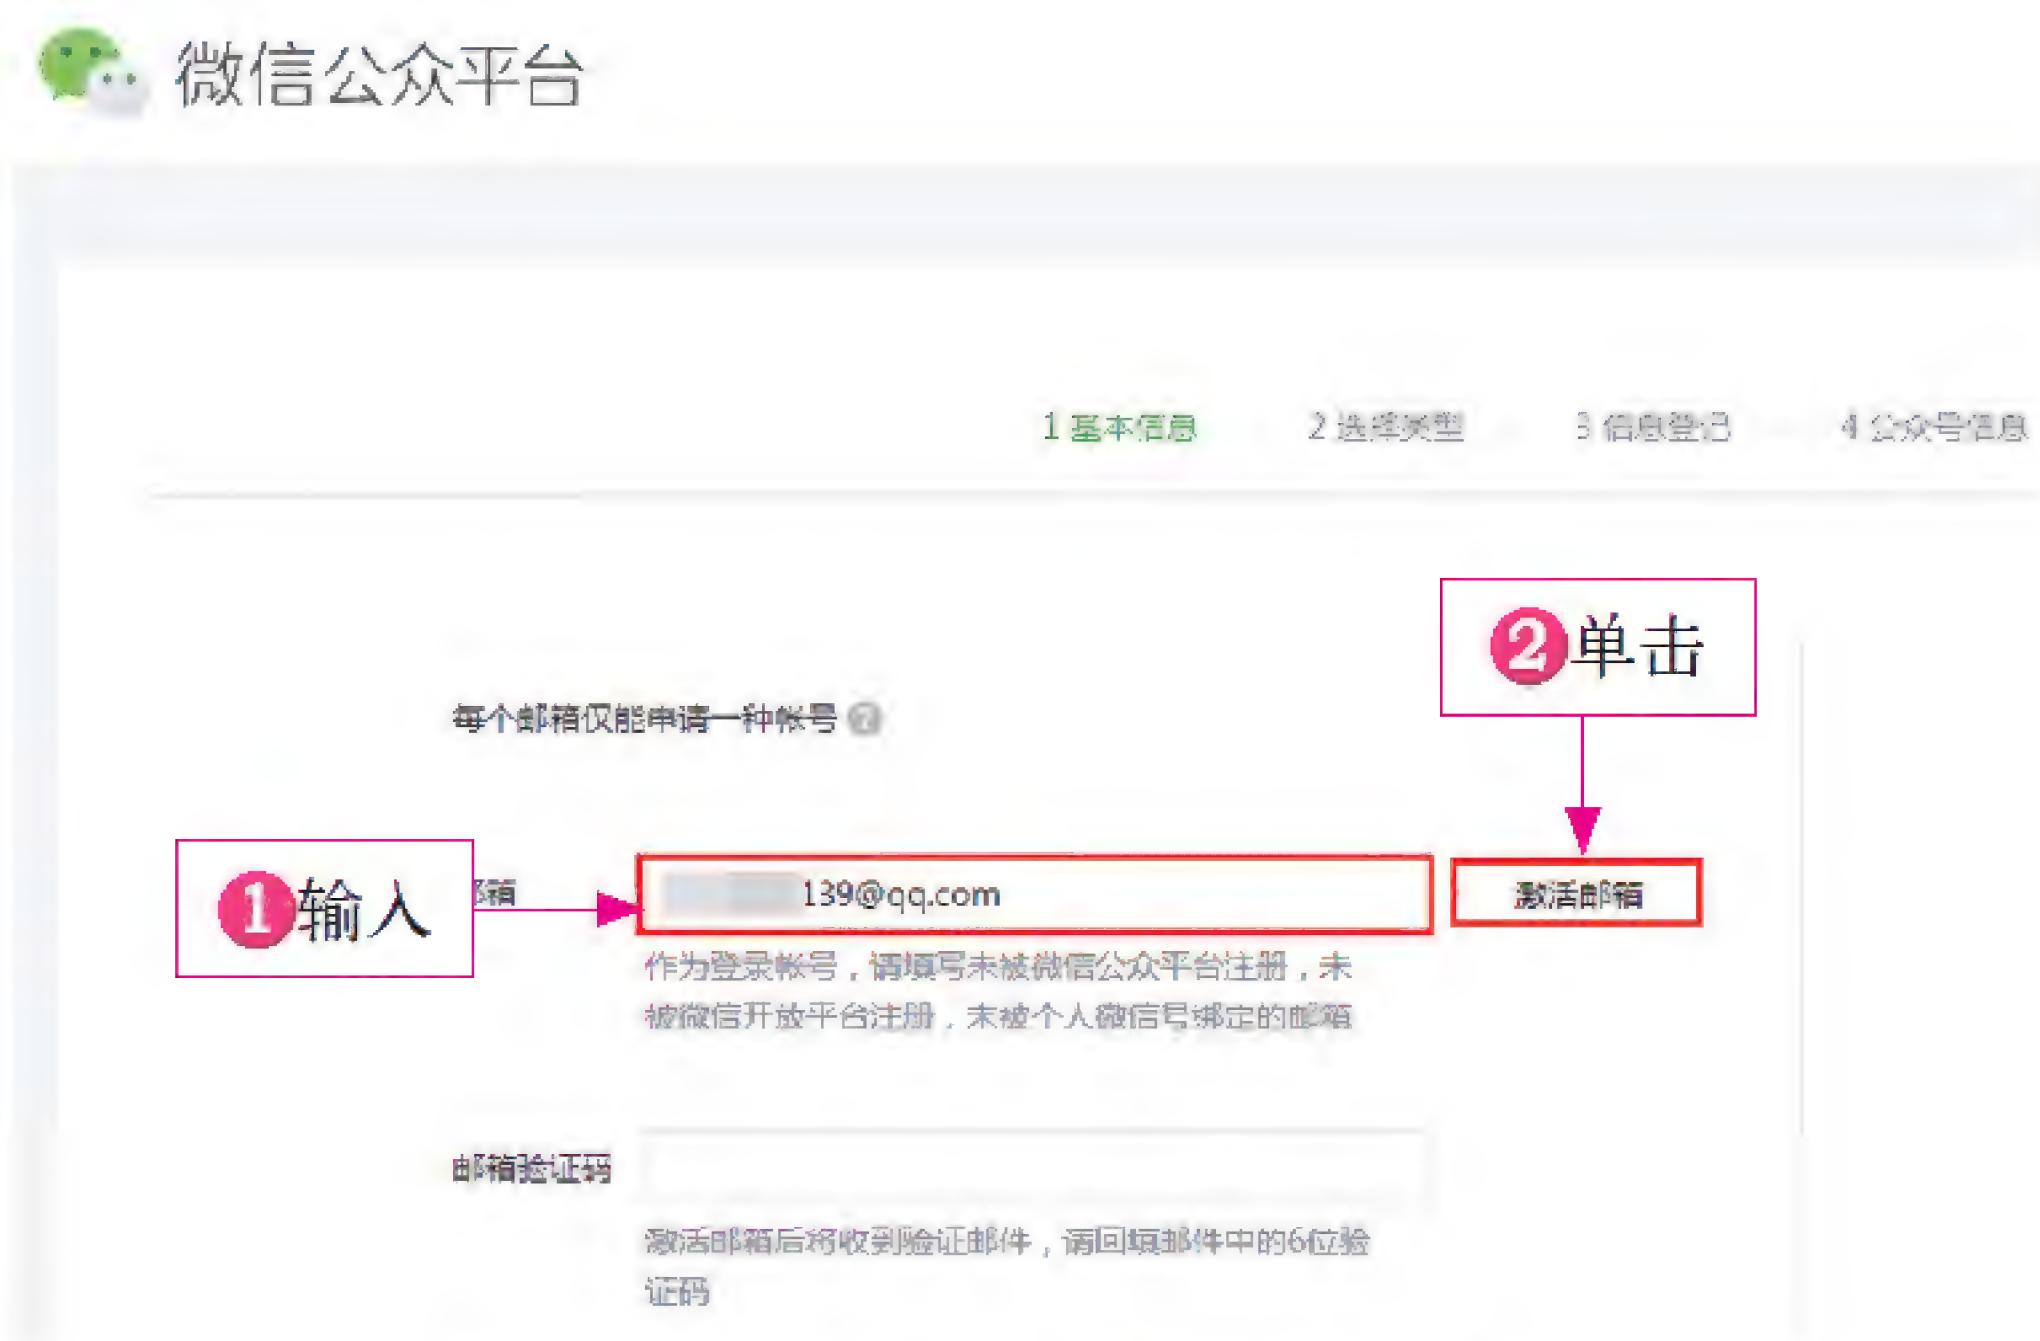 微信公众平台
1 基本信息 2 选择类型 3 信息登记 4 公众号信息
2 单击
每个邮箱仅能申请一种帐号
1 输入 箱 139@qq.com 激活邮箱
作为登录帐号，请填写未被微信公众平台注册，未
被微信开放平台注册，未被个人微信号绑定的邮箱
邮箱验证码
激活邮箱后将收到验证邮件，请回填邮件中的6位验
证码